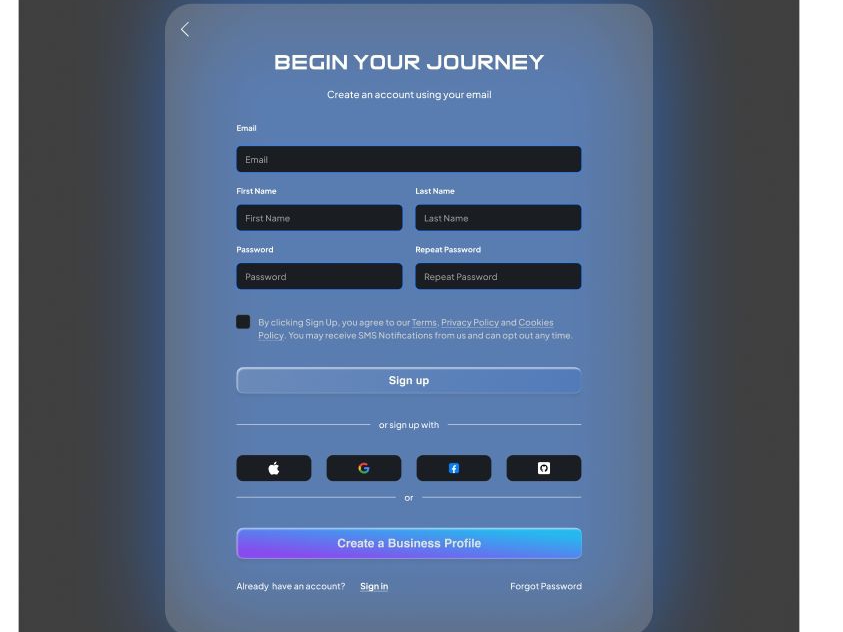 BEGIN YOUR JOURNEY
Create an account using your email
Email
Email
First Name Last Name
First Name Last Name
Password Repeat Password
Password Repeat Password
By clicking Sign Up, you agree to our Terms, Privacy Policy and Cookies
Policy. You may receive SMS Notifications from us and can opt out any time.
Sign up
or sign up with
or
Create a Business Profile
Already have an account? Sign in Forgot Password